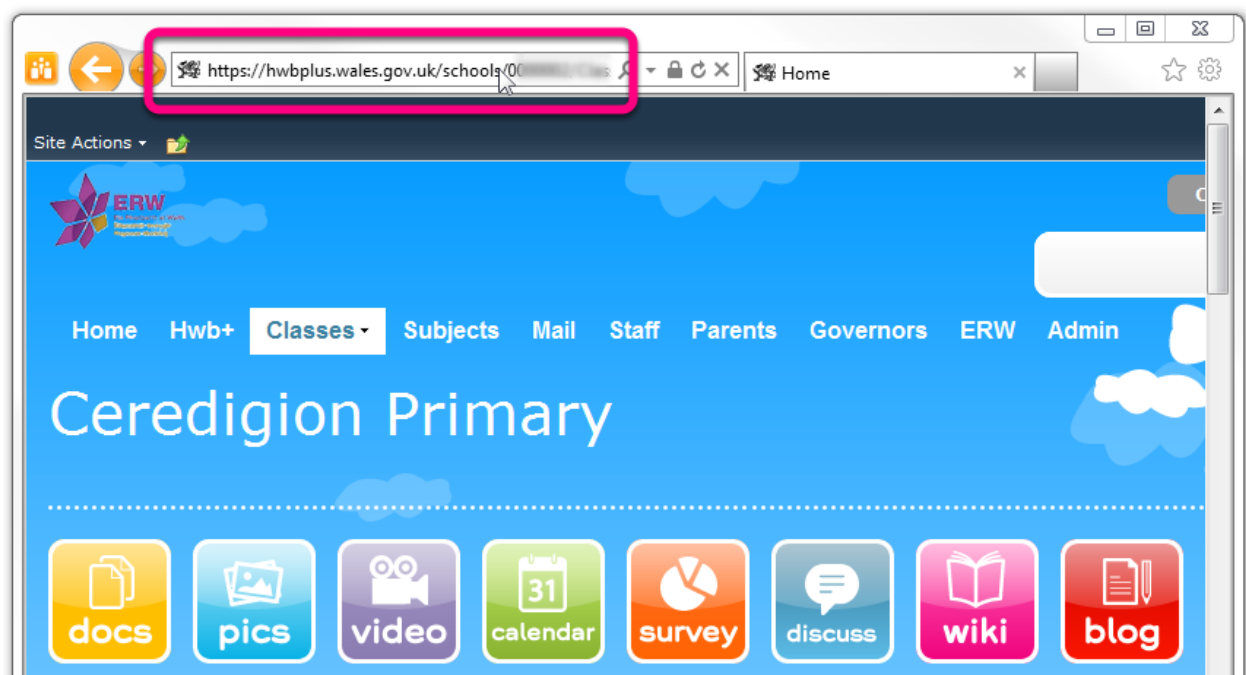 https://hwbplus.wales.gov.uk/schools/00
Home
Site Actions
ERW
Home Hwb+ Classes Subjects Mail Staff Parents Governors ERW Admin
Ceredigion Primary
docs pics video 31 calendar survey discuss wiki blog